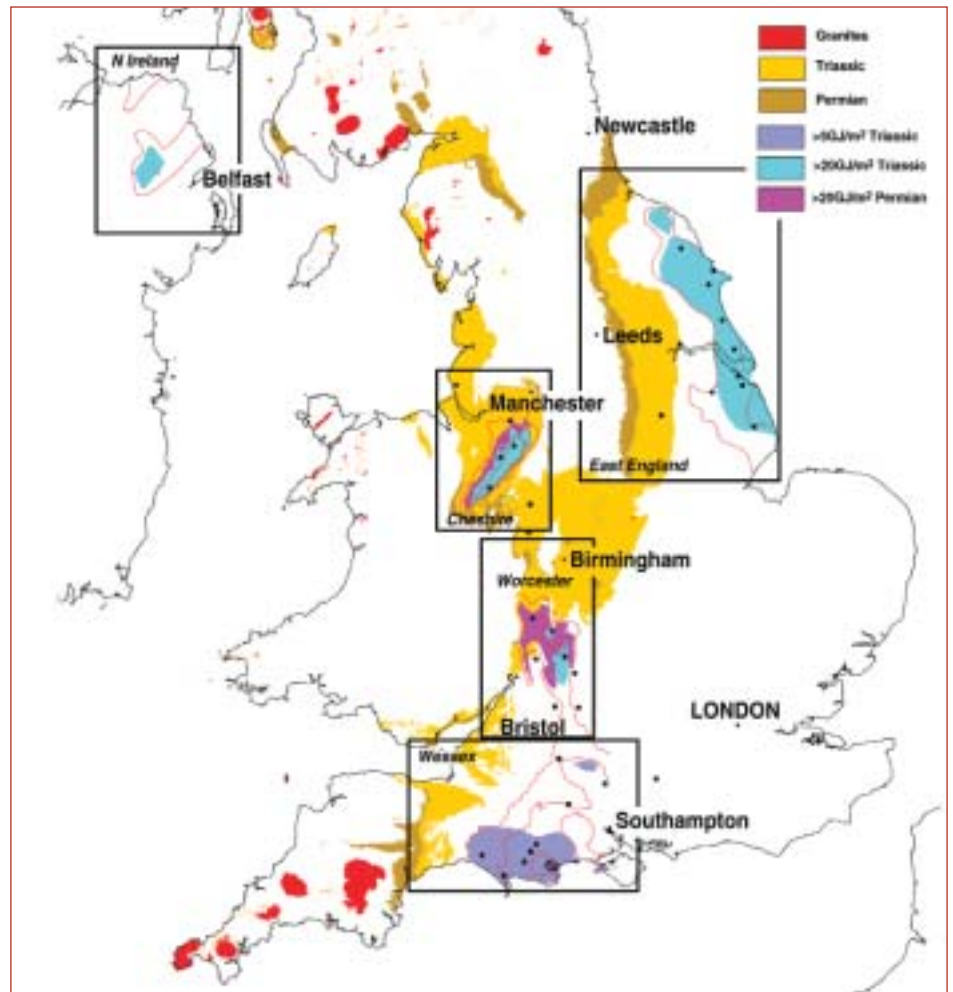 N Ireland
Granites
Triassic
Permian
>5GJ/m² Triassic
>20GJ/m² Triassic
>20GJ/m² Permian
Newcastle
Belfast
Leeds
Manchester
East England
Cheshire
Birmingham
Worcester
LONDON
Bristol
Wessex
Southampton